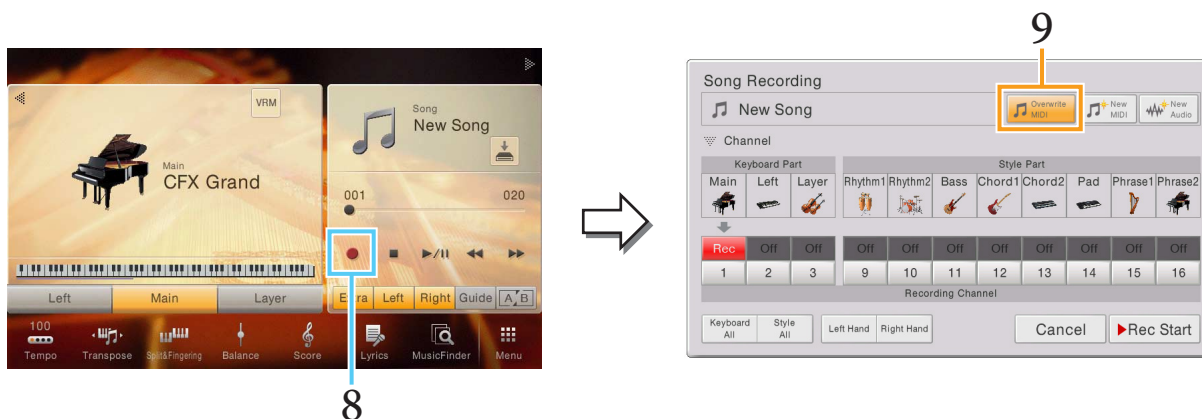 9
VRM
Main
CFX Grand
Song
New Song
001 020
Left Main Layer Extra Left Right Guide A B
100
Tempo Transpose Split&Fingering Balance Score Lyrics MusicFinder Menu
8
Song Recording
New Song
Overwrite MIDI
New MIDI
New Audio
Channel
Keyboard Part Style Part
Main Left Layer Rhythm1 Rhythm2 Bass Chord1 Chord2 Pad Phrase1 Phrase2
Rec Off Off Off Off Off Off Off Off Off Off
1 2 3 9 10 11 12 13 14 15 16
Recording Channel
Keyboard All
Style All
Left Hand Right Hand Cancel Rec Start